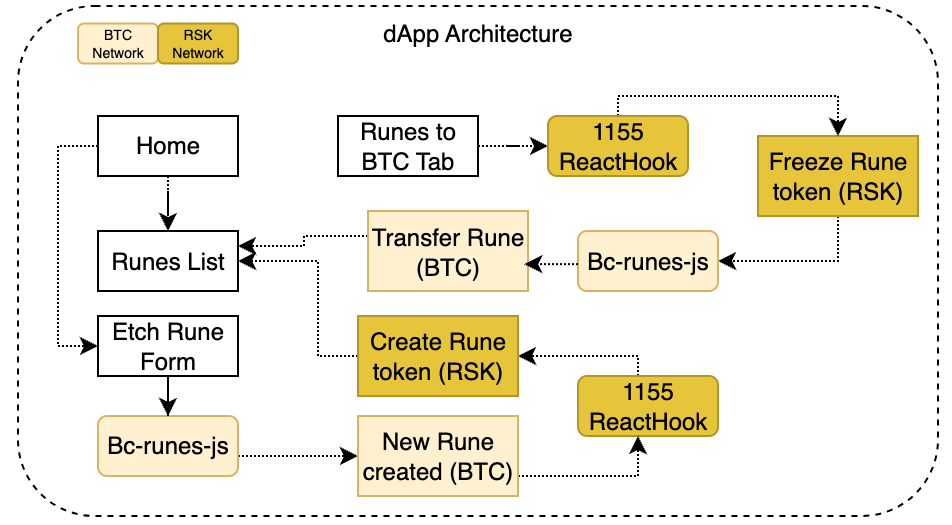 dApp Architecture
BTC
Network
RSK
Network
Home
Runes to
BTC Tab
1155
ReactHook
Freeze Rune
token (RSK)
Runes List
Transfer Rune
(BTC)
Bc-runes-js
Etch Rune
Form
Create Rune
token (RSK)
1155
ReactHook
Bc-runes-js
New Rune
created (BTC)